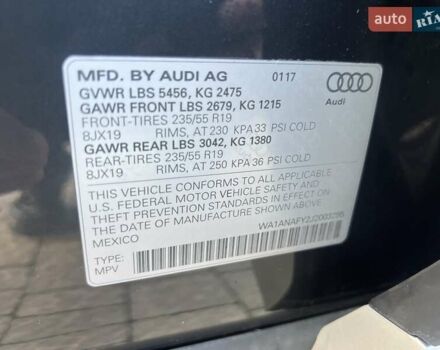 auto RIA
MFD. BY AUDI AG 01 17
GVWR LBS 5456, KG 2475
GAWR FRONT LBS 2679, KG 1215
FRONT-TIRES 235/55 R19
8JX19 RIMS, AT 230 KPA 33 PSI COLD
GAWR REAR LBS 3042, KG 1380
REAR-TIRES 235/55 R19
8JX19 RIMS, AT 250 KPA 36 PSI COLD
Audi
THIS VEHICLE CONFORMS TO ALL APPLICABLE
U.S. FEDERAL MOTOR VEHICLE SAFETY AND
THEFT PREVENTION STANDARDS IN EFFECT ON
THE DATE OF MANUFACTURE SHOWN ABOVE
MEXICO
TYPE:
MPV